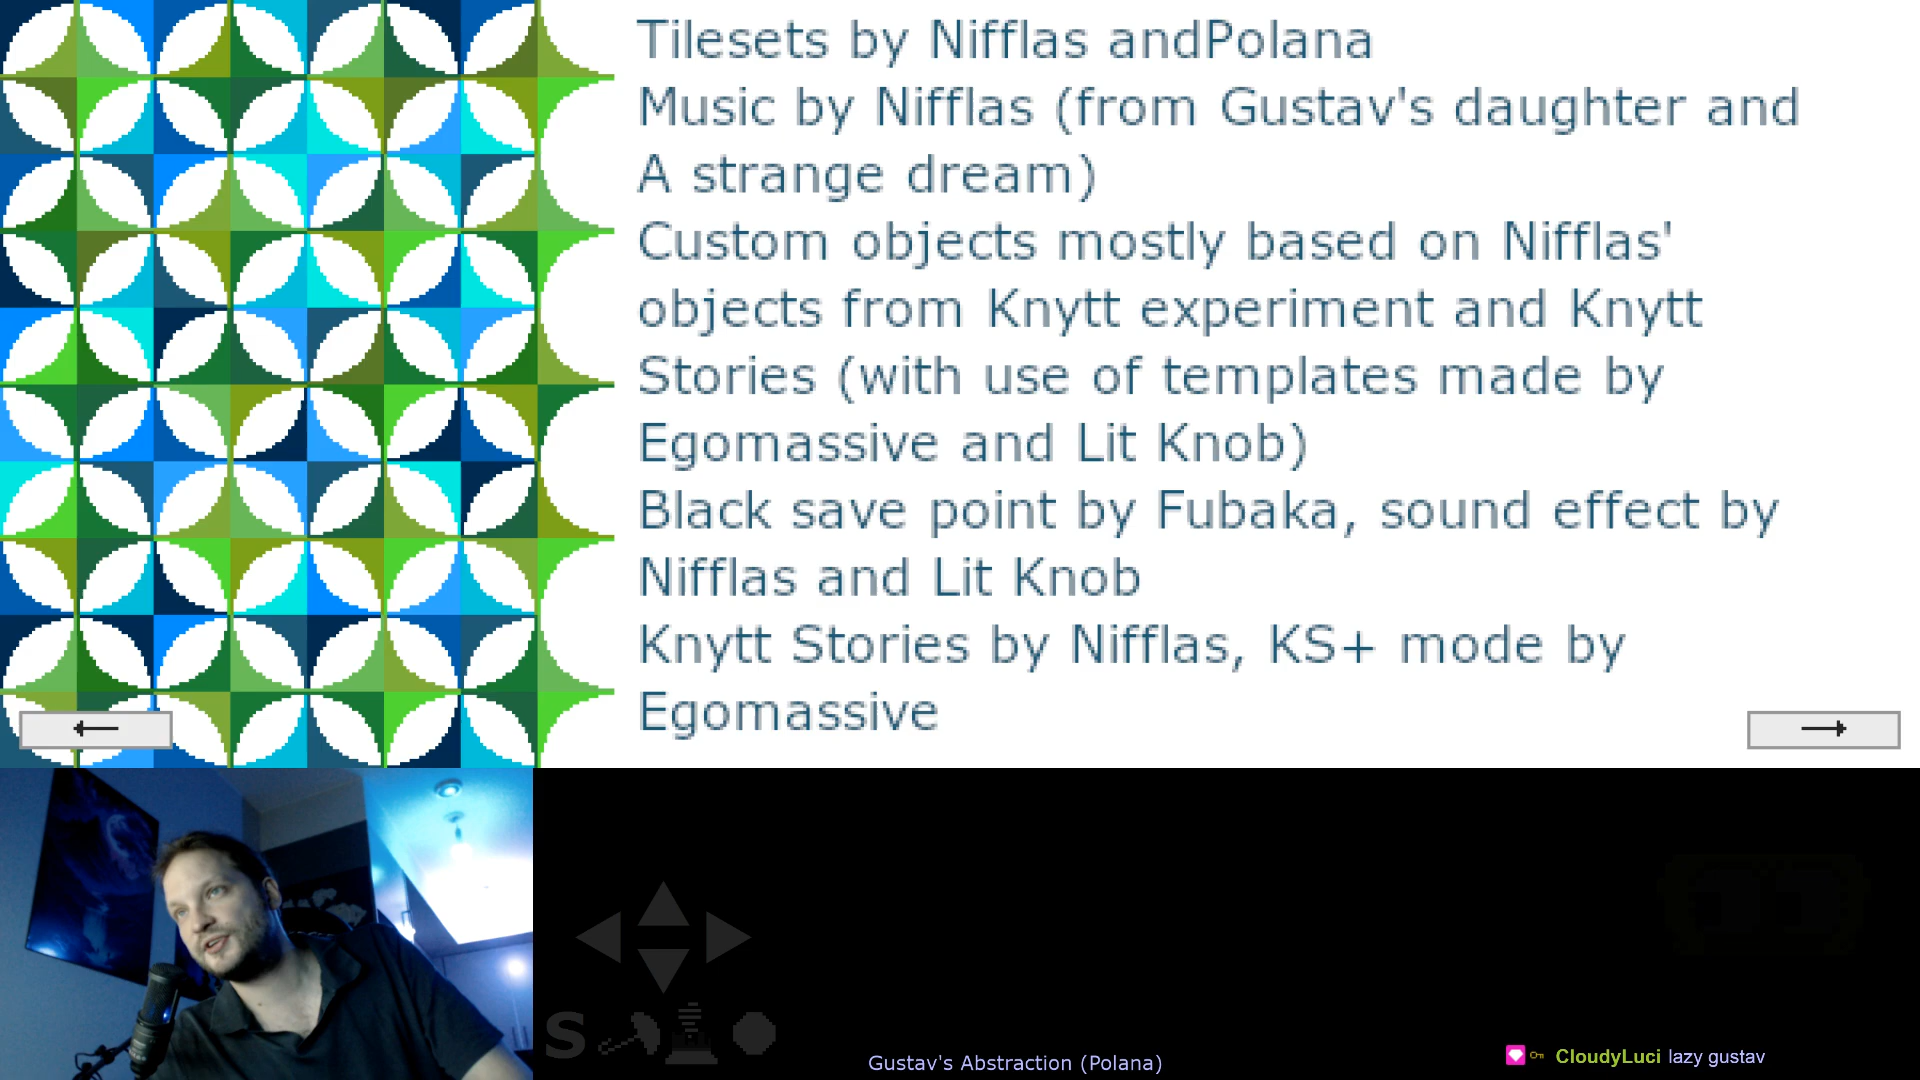 Tilesets by Nifflas andPolana
Music by Nifflas (from Gustav's daughter and
A strange dream)
Custom objects mostly based on Nifflas'
objects from Knytt experiment and Knytt
Stories (with use of templates made by
Egomassive and Lit Knob)
Black save point by Fubaka, sound effect by
Nifflas and Lit Knob
Knytt Stories by Nifflas, KS+ mode by
Egomassive
S
Gustav's Abstraction (Polana)
CloudyLuci lazy gustav